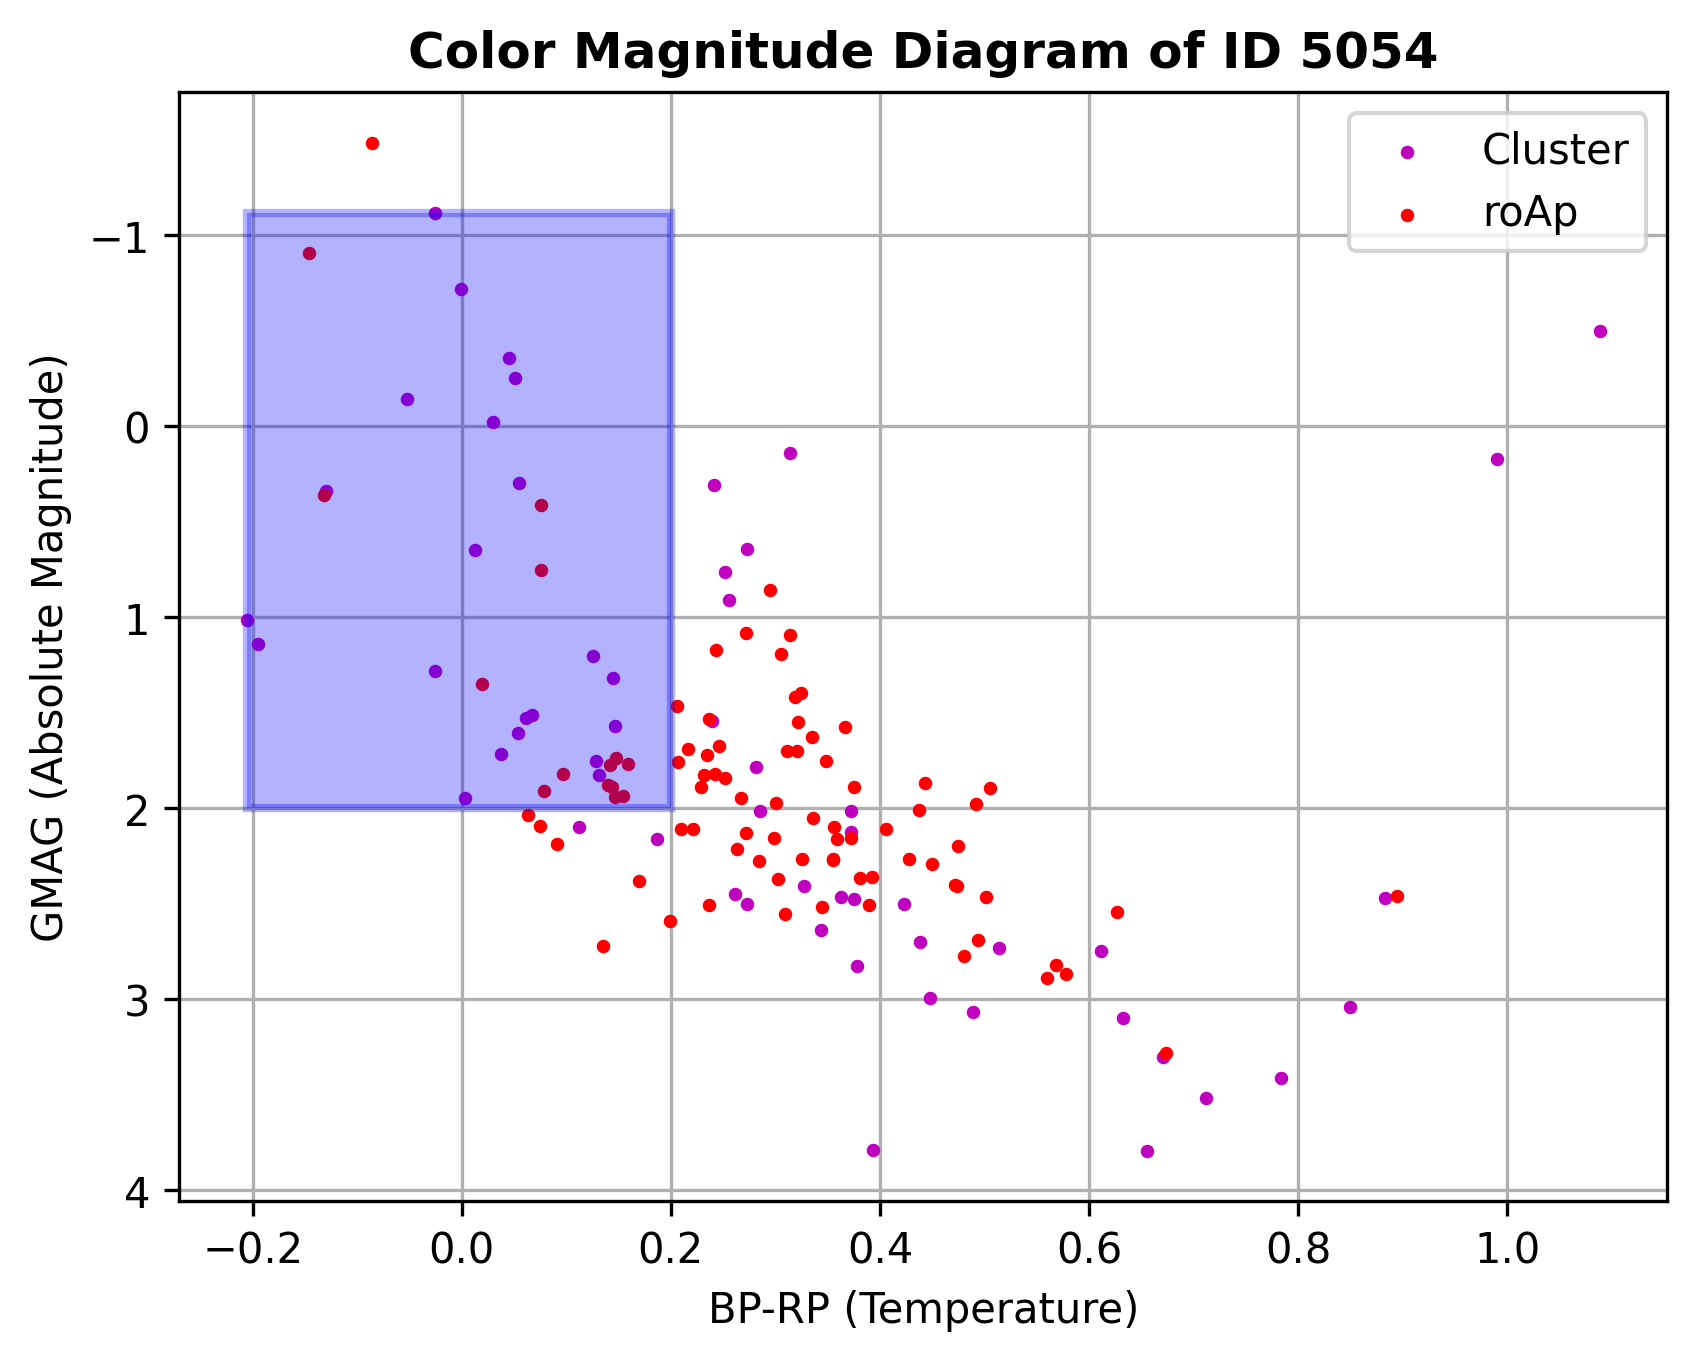 Color Magnitude Diagram of ID 5054
Cluster
roAp
GMAG (Absolute Magnitude)
−1
0
1
2
3
4
−0.2 0.0 0.2 0.4 0.6 0.8 1.0
BP-RP (Temperature)